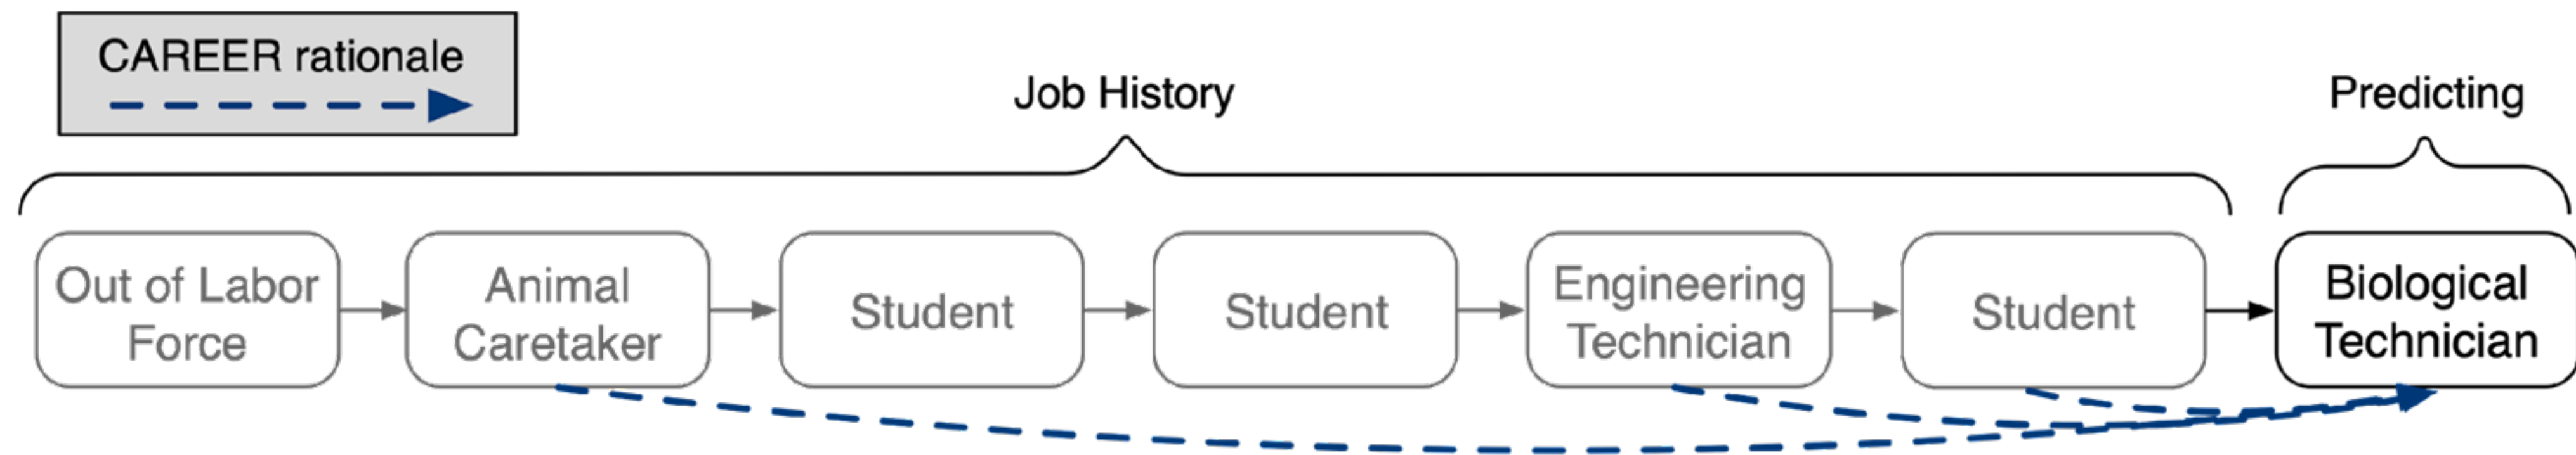 CAREER rationale
Job History
Predicting
Out of Labor
Force
Animal
Caretaker
Student
Student
Engineering
Technician
Student
Biological
Technician